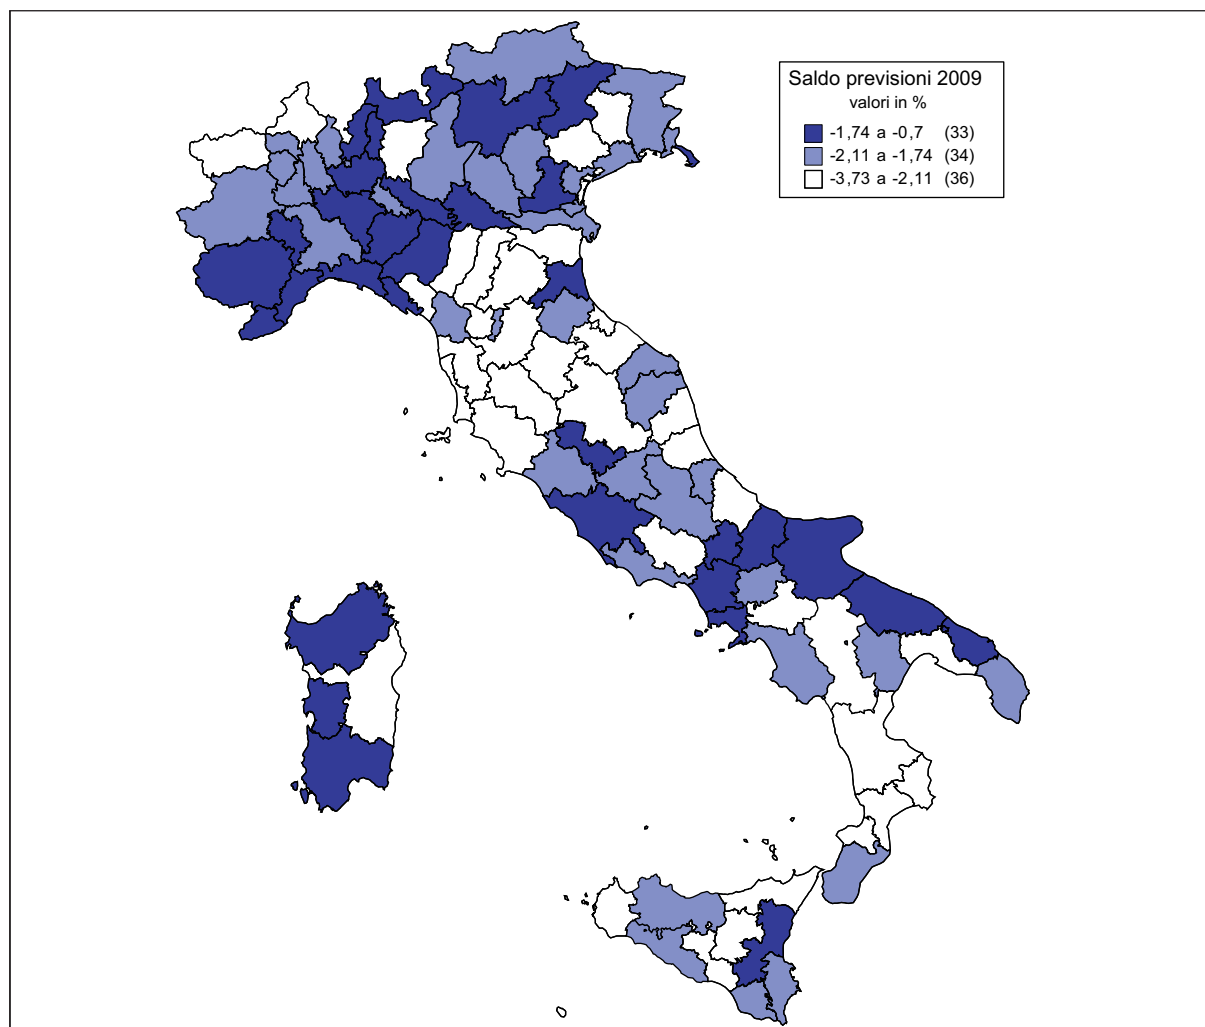 Saldo previsioni 2009
valori in %
-1,74 a -0,7 (33)
-2,11 a -1,74 (34)
-3,73 a -2,11 (36)